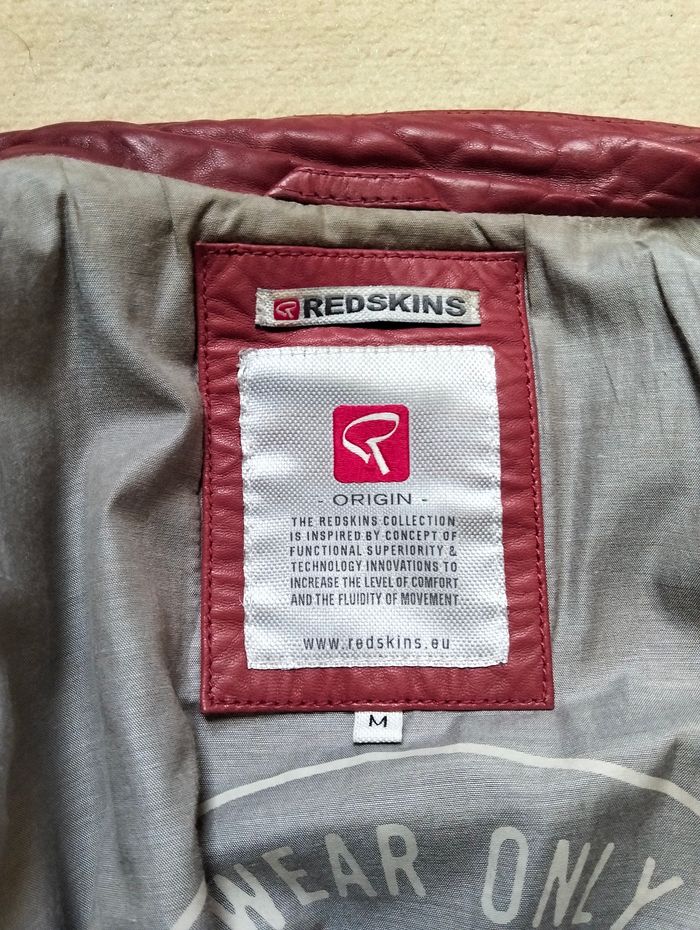 REDSKINS
- ORIGIN -
THE REDSKINS COLLECTION
IS INSPIRED BY CONCEPT OF
FUNCTIONAL SUPERIORITY &
TECHNOLOGY INNOVATIONS TO
INCREASE THE LEVEL OF COMFORT
AND THE FLUIDITY OF MOVEMENT
www.redskins.eu
M
WEAR ONLY